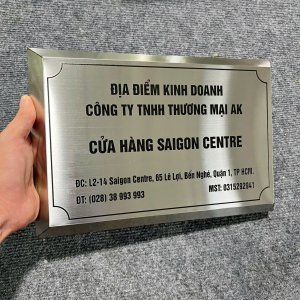 ĐỊA ĐIỂM KINH DOANH
CÔNG TY TNHH THƯƠNG MẠI AK
CỬA HÀNG SAIGON CENTRE
ĐC: L2-14 Saigon Centre, 65 Lê Lợi, Bến Nghé, Quận 1, TP HCM.
ĐT: (028) 38 993 993 MST: 0315292041